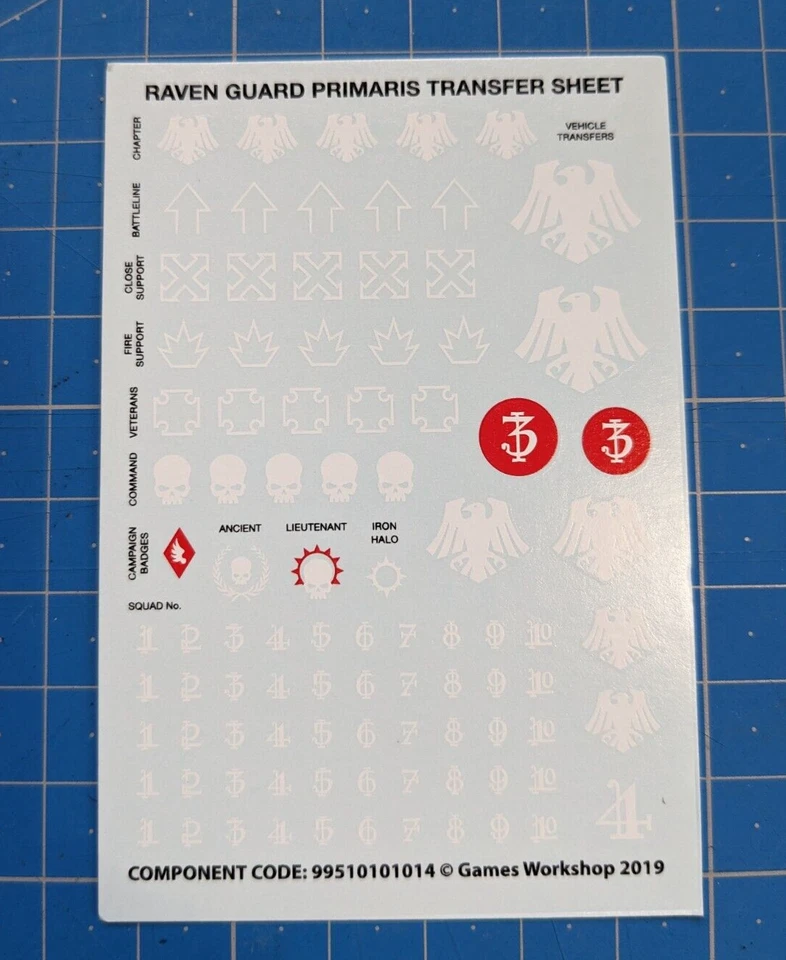 RAVEN GUARD PRIMARIS TRANSFER SHEET
CHAPTER
VEHICLE
TRANSFERS
BATTLELINE
CLOSE
SUPPORT
FIRE
SUPPORT
VETERANS
3
3
COMMAND
CAMPAIGN
BADGES
ANCIENT
LIEUTENANT
IRON
HALO
SQUAD No.
1 2 3 4 5 6 7 8 9 10
1 2 3 4 5 6 7 8 9 10
1 2 3 4 5 6 7 8 9 10
1 2 3 4 5 6 7 8 9 10
1 2 3 4 5 6 7 8 9 10
4
COMPONENT CODE: 99510101014 © Games Workshop 2019